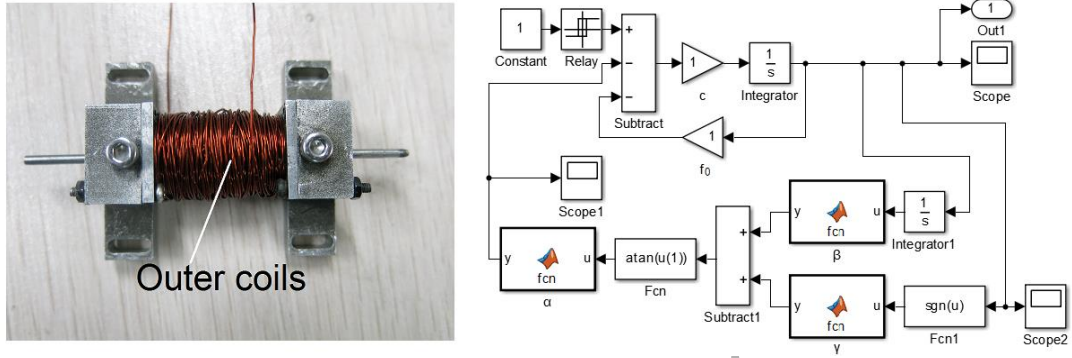 Outer coils
1
Constant
Relay
+
−
−
Subtract
1
c
1
s
Integrator
1
Out1
Scope
1
f0
Scope1
y
fcn
u
α
atan(u(1))
Fcn
+
+
Subtract1
y
fcn
u
β
1
s
Integrator1
y
fcn
u
γ
sgn(u)
Fcn1
Scope2